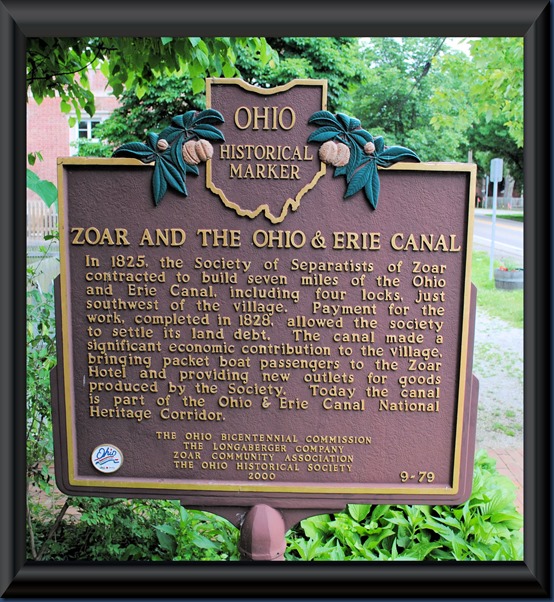 OHIO
HISTORICAL
MARKER
ZOAR AND THE OHIO & ERIE CANAL
In 1825, the Society of Separatists of Zoar
contracted to build seven miles of the Ohio
and Erie Canal, including four locks, just
southwest of the village. Payment for the
work, completed in 1828, allowed the society
to settle its land debt. The canal made a
significant economic contribution to the village,
bringing packet boat passengers to the Zoar
Hotel and providing new outlets for goods
produced by the Society. Today the canal
is part of the Ohio & Erie Canal National
Heritage Corridor.
THE OHIO BICENTENNIAL COMMISSION
THE LONGABERGER COMPANY
ZOAR COMMUNITY ASSOCIATION
THE OHIO HISTORICAL SOCIETY
2000
9-79
Ohio